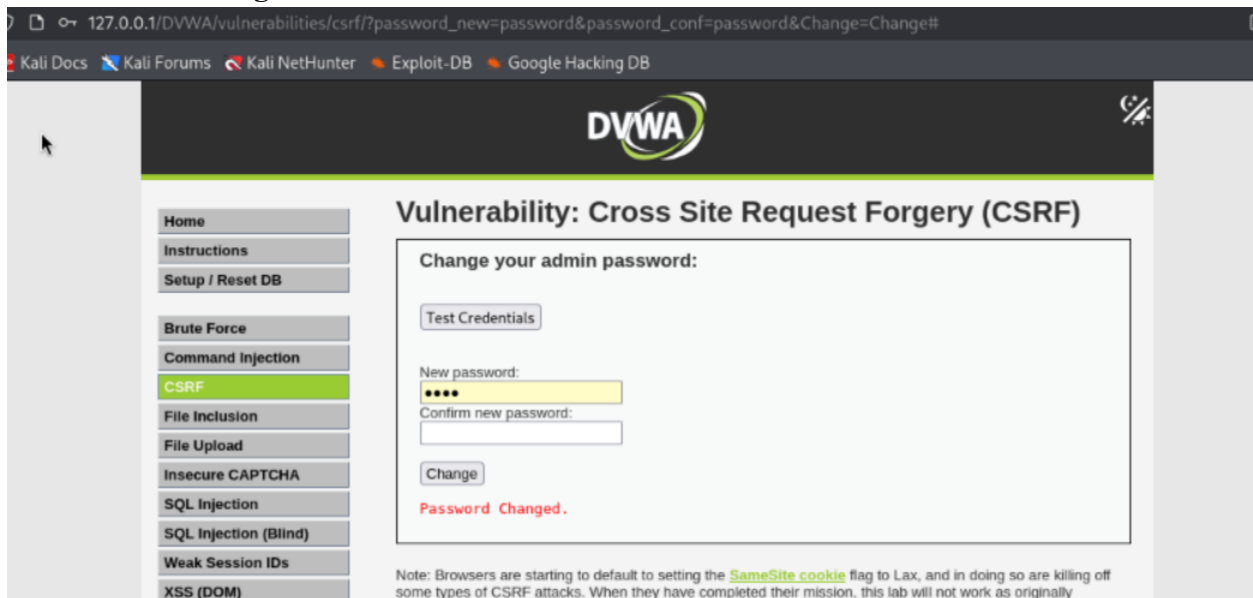 127.0.0.1/DVWA/vulnerabilities/csrf/?password_new=password&password_conf=password&Change=Change#
Kali Docs Kali Forums Kali NetHunter Exploit-DB Google Hacking DB
DVWA
Home
Instructions
Setup / Reset DB
Brute Force
Command Injection
CSRF
File Inclusion
File Upload
Insecure CAPTCHA
SQL Injection
SQL Injection (Blind)
Weak Session IDs
XSS (DOM)
Vulnerability: Cross Site Request Forgery (CSRF)
Change your admin password:
Test Credentials
New password:
••••
Confirm new password:
Change
Password Changed.
Note: Browsers are starting to default to setting the SameSite cookie flag to Lax, and in doing so are killing off
some types of CSRF attacks. When they have completed their mission, this lab will not work as originally